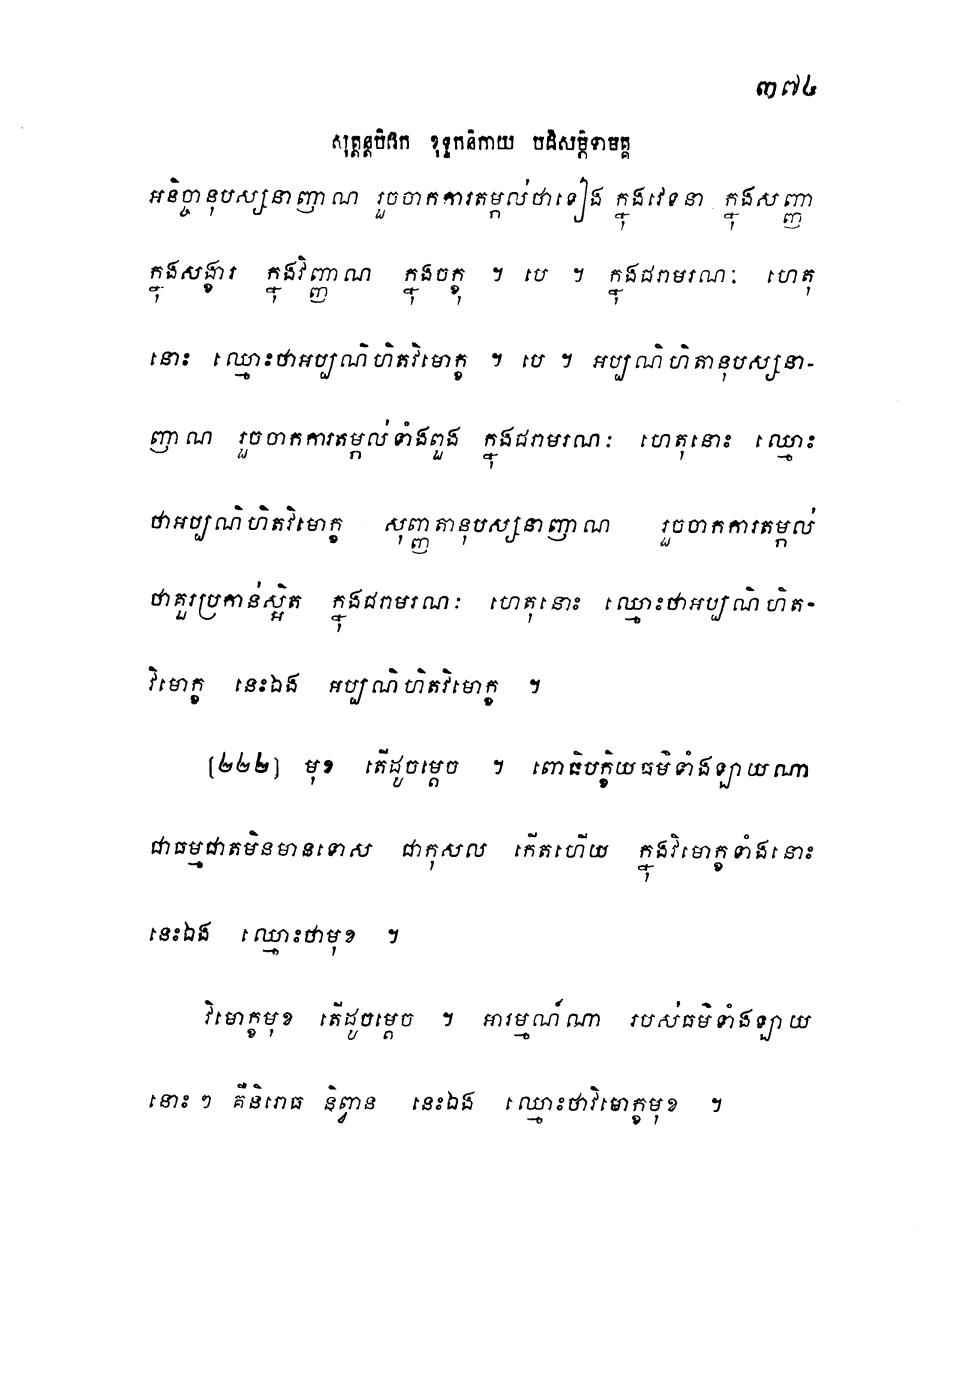 ៣៧៤
សុត្តន្តបិដក ខុទ្ទកនិកាយ បដិសម្ភិទាមគ្គ
អនិច្ចានុបស្សនាញាណ រួចចាកការតម្កល់ថាទៀង ក្នុងវេទនា ក្នុងសញ្ញា
ក្នុងសង្ខារ ក្នុងវិញ្ញាណ ក្នុងចក្ខុ ។ បេ ។ ក្នុងជរាមរណៈ ហេតុ
នោះ ឈ្មោះថាអប្បណិហិតវិមោក្ខ ។ បេ ។ អប្បណិហិតានុបស្សនា-
ញាណ រួចចាកការតម្កល់ទាំងពួង ក្នុងជរាមរណៈ ហេតុនោះ ឈ្មោះ
ថាអប្បណិហិតវិមោក្ខ សុញ្ញតានុបស្សនាញាណ រួចចាកការតម្កល់
ថាគួរប្រកាន់ស្អិត ក្នុងជរាមរណៈ ហេតុនោះ ឈ្មោះថាអប្បណិហិត-
វិមោក្ខ នេះឯង អប្បណិហិតវិមោក្ខ ។
(២២២) មុខ តើដូចម្តេច ។ ពោធិបក្ខិយធម៌ទាំងឡាយណា
ជាធម្មជាតមិនមានទោស ជាកុសល កើតហើយ ក្នុងវិមោក្ខទាំងនោះ
នេះឯង ឈ្មោះថាមុខ ។
វិមោក្ខមុខ តើដូចម្តេច ។ អារម្មណ៍ណា របស់ធម៌ទាំងឡាយ
នោះ ៗ គឺនិរោធ និព្វាន នេះឯង ឈ្មោះថាវិមោក្ខមុខ ។